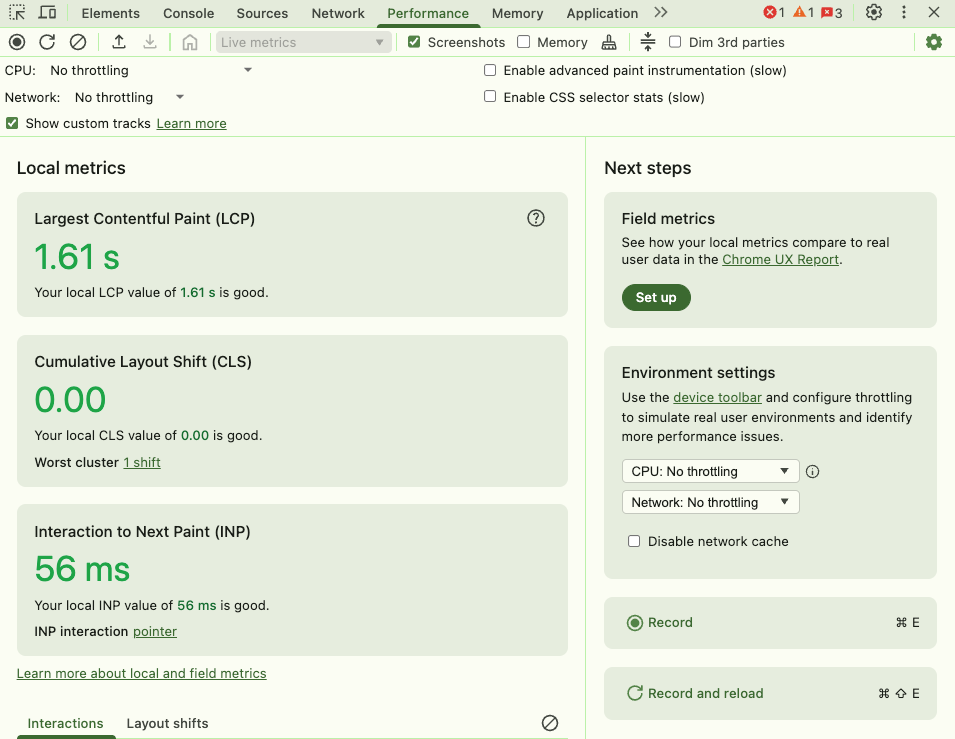 Elements Console Sources Network Performance Memory Application 1 1 3
Live metrics Screenshots Memory Dim 3rd parties
CPU: No throttling
Enable advanced paint instrumentation (slow)
Network: No throttling
Enable CSS selector stats (slow)
Show custom tracks Learn more
Local metrics
Largest Contentful Paint (LCP)
1.61 s
Your local LCP value of 1.61 s is good.
Cumulative Layout Shift (CLS)
0.00
Your local CLS value of 0.00 is good.
Worst cluster 1 shift
Interaction to Next Paint (INP)
56 ms
Your local INP value of 56 ms is good.
INP interaction pointer
Learn more about local and field metrics
Interactions Layout shifts
Next steps
Field metrics
See how your local metrics compare to real
user data in the Chrome UX Report.
Set up
Environment settings
Use the device toolbar and configure throttling
to simulate real user environments and identify
more performance issues.
CPU: No throttling
Network: No throttling
Disable network cache
Record ⌘ E
Record and reload ⌘ ⇧ E